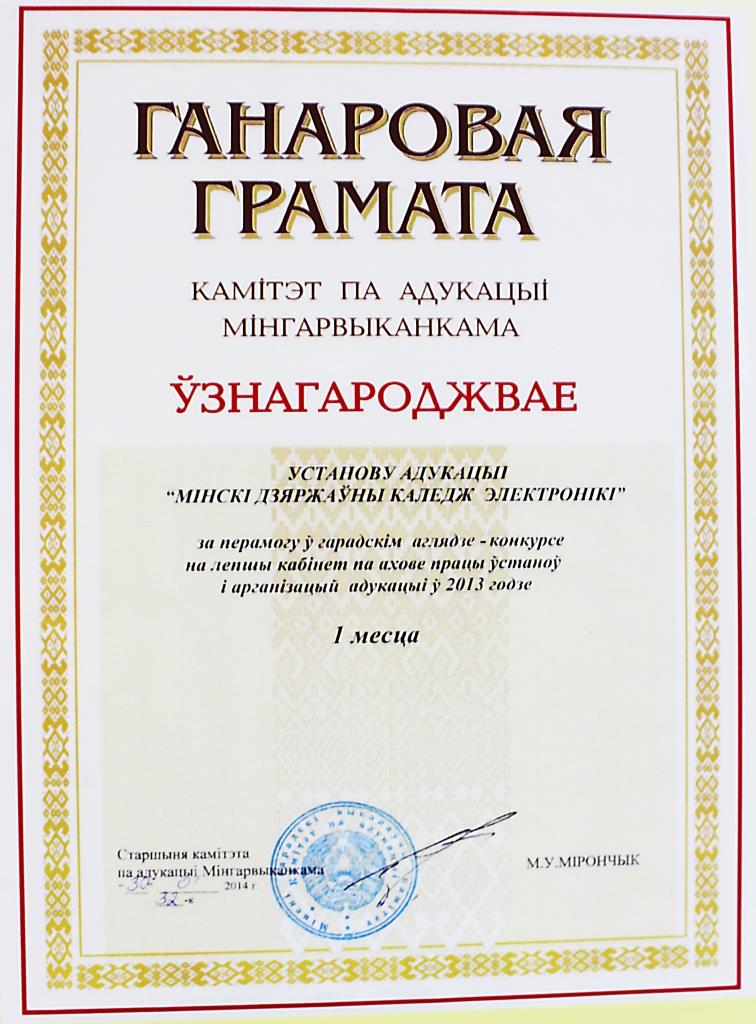 ГАНАРОВАЯ
ГРАМАТА
КАМІТЭТ ПА АДУКАЦЫІ
МІНГАРВЫКАНКАМА
ЎЗНАГАРОДЖВАЕ
УСТАНОВУ АДУКАЦЫІ
“МІНСКІ ДЗЯРЖАЎНЫ КАЛЕДЖ ЭЛЕКТРОНІКІ”
за перамогу ў гарадскім аглядзе - конкурсе
на лепшы кабінет па ахове працы ўстаноў
і арганізацый адукацыі ў 2013 годзе
1 месца
Старшыня камітэта
па адукацыі Мінгарвыканкама
М.У.МІРОНЧЫК
2014 г.
32 -к